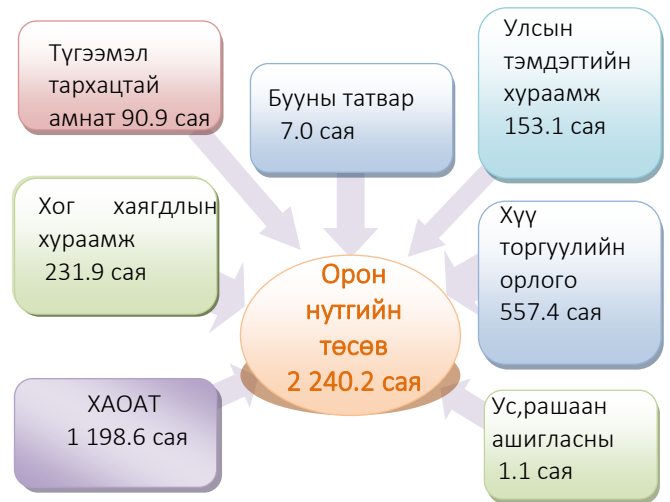 Түгээмэл
тархацтай
амнат 90.9 сая
Бууны татвар
7.0 сая
Улсын
тэмдэгтийн
хураамж
153.1 сая
Хог хаягдлын
хураамж
231.9 сая
Орон
нутгийн
төсөв
2 240.2 сая
Хүү
торгуулийн
орлого
557.4 сая
ХАОАТ
1 198.6 сая
Ус,рашаан
ашигласны
1.1 сая